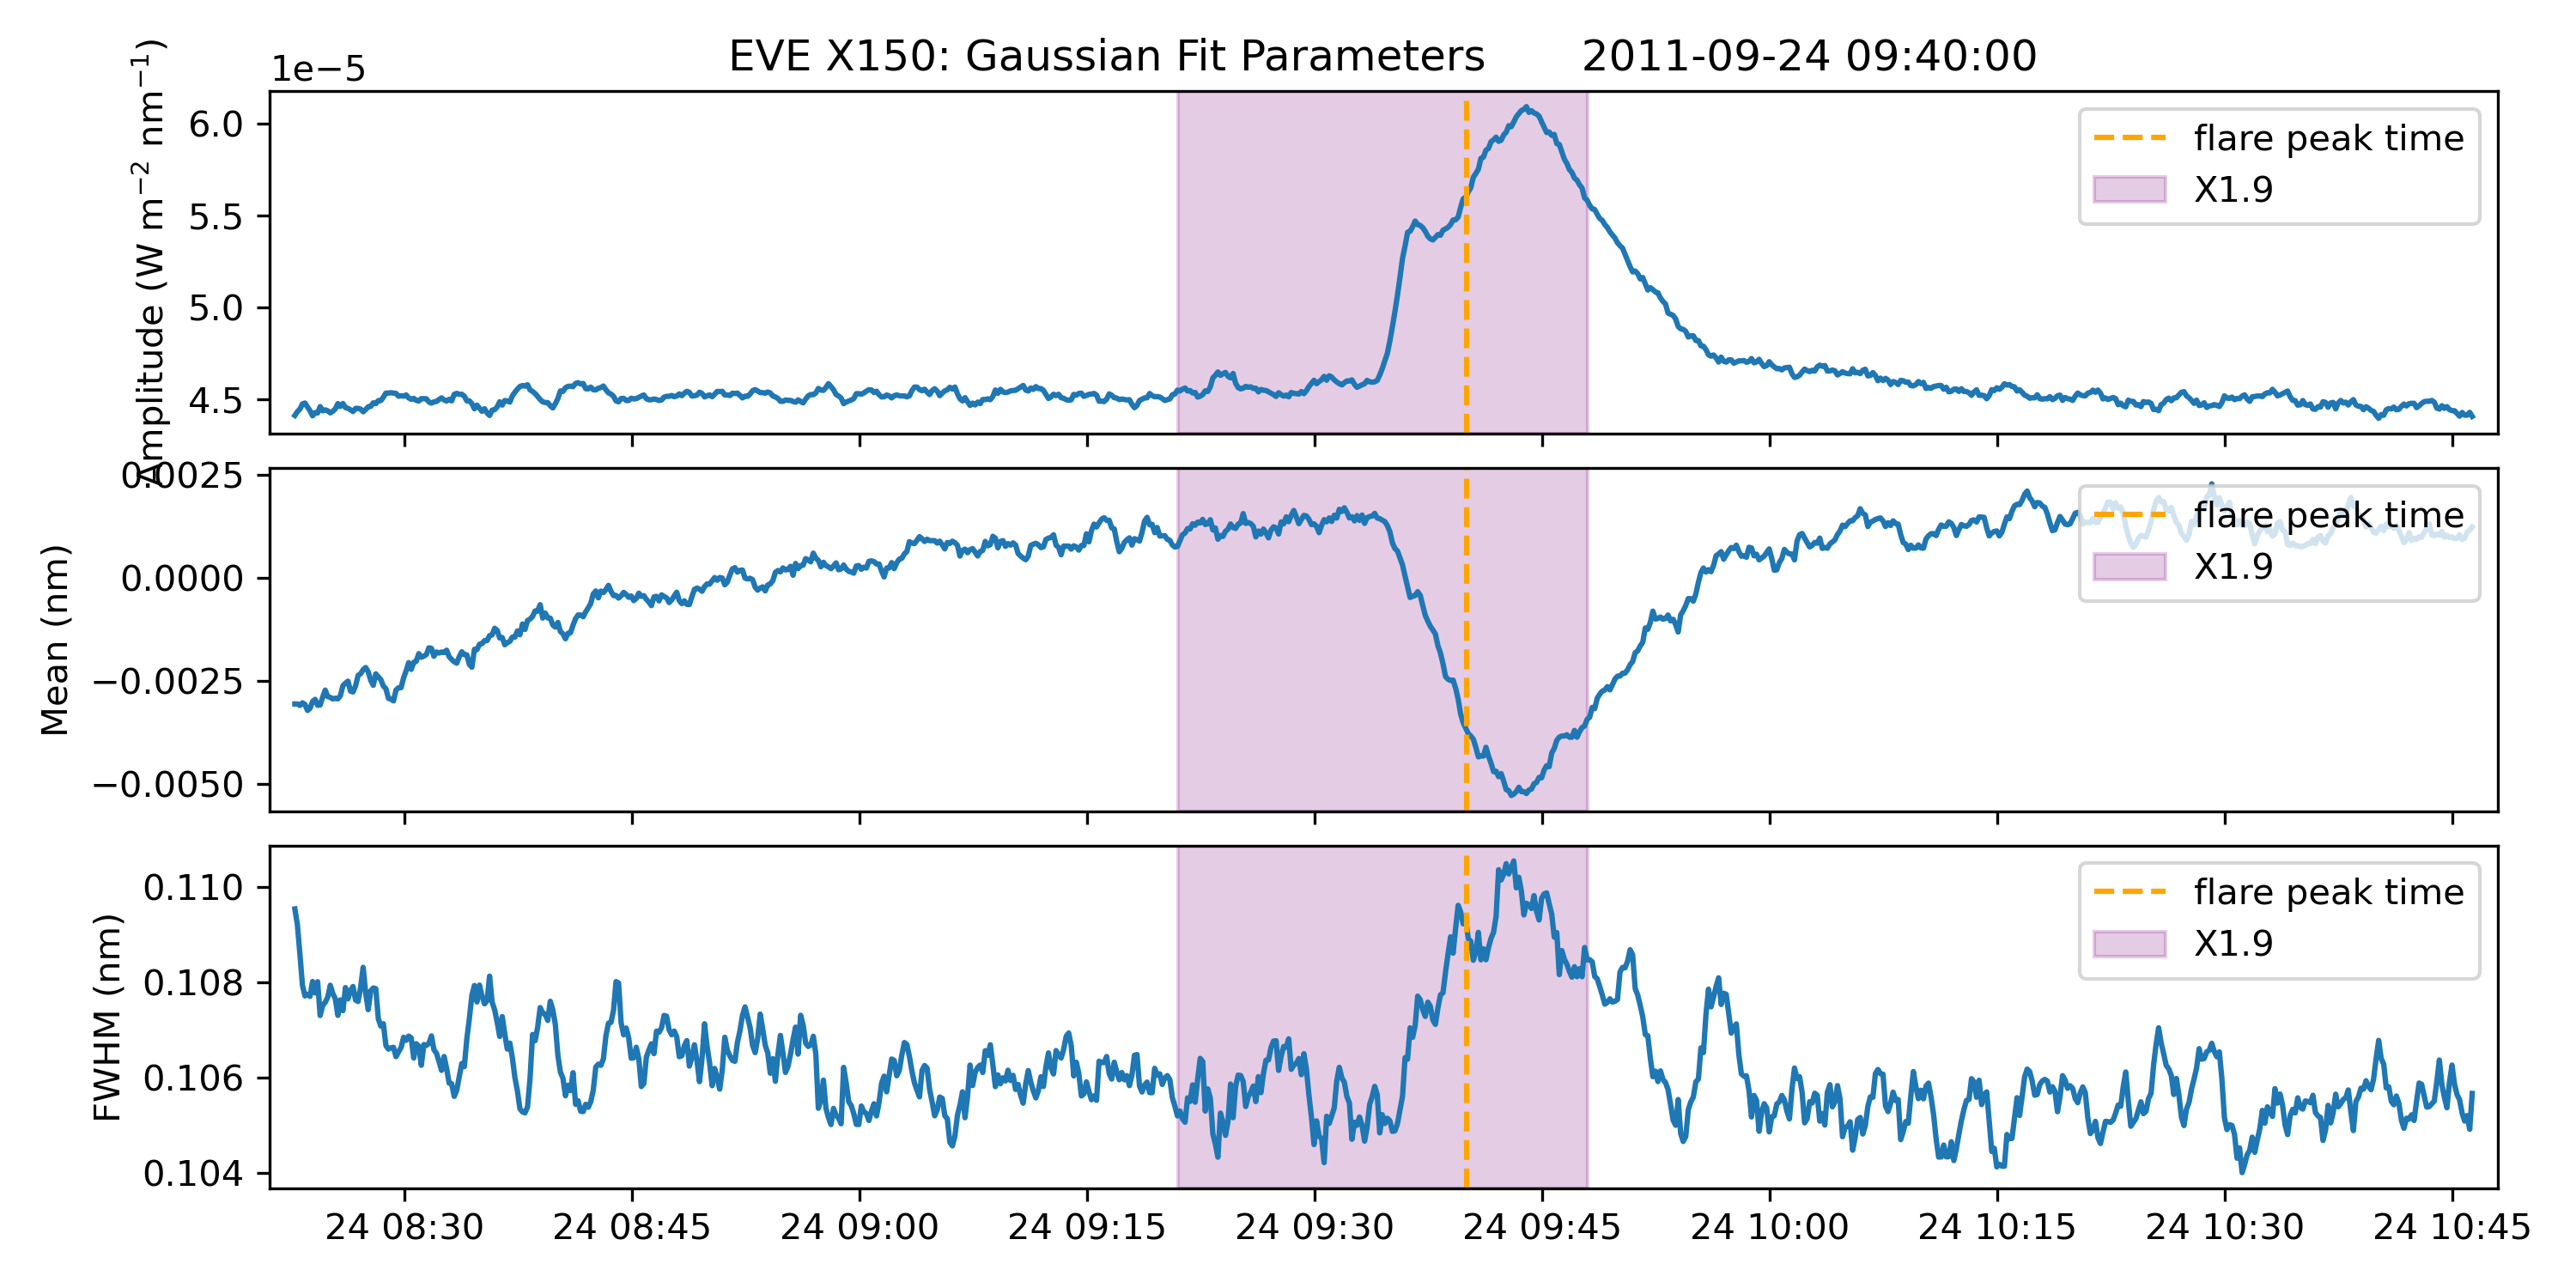 EVE X150: Gaussian Fit Parameters 2011-09-24 09:40:00
1e−5
Amplitude (W m⁻² nm⁻¹)
6.0
5.5
5.0
4.5
flare peak time
X1.9
Mean (nm)
0.0025
0.0000
−0.0025
−0.0050
flare peak time
X1.9
FWHM (nm)
0.110
0.108
0.106
0.104
flare peak time
X1.9
24 08:30 24 08:45 24 09:00 24 09:15 24 09:30 24 09:45 24 10:00 24 10:15 24 10:30 24 10:45